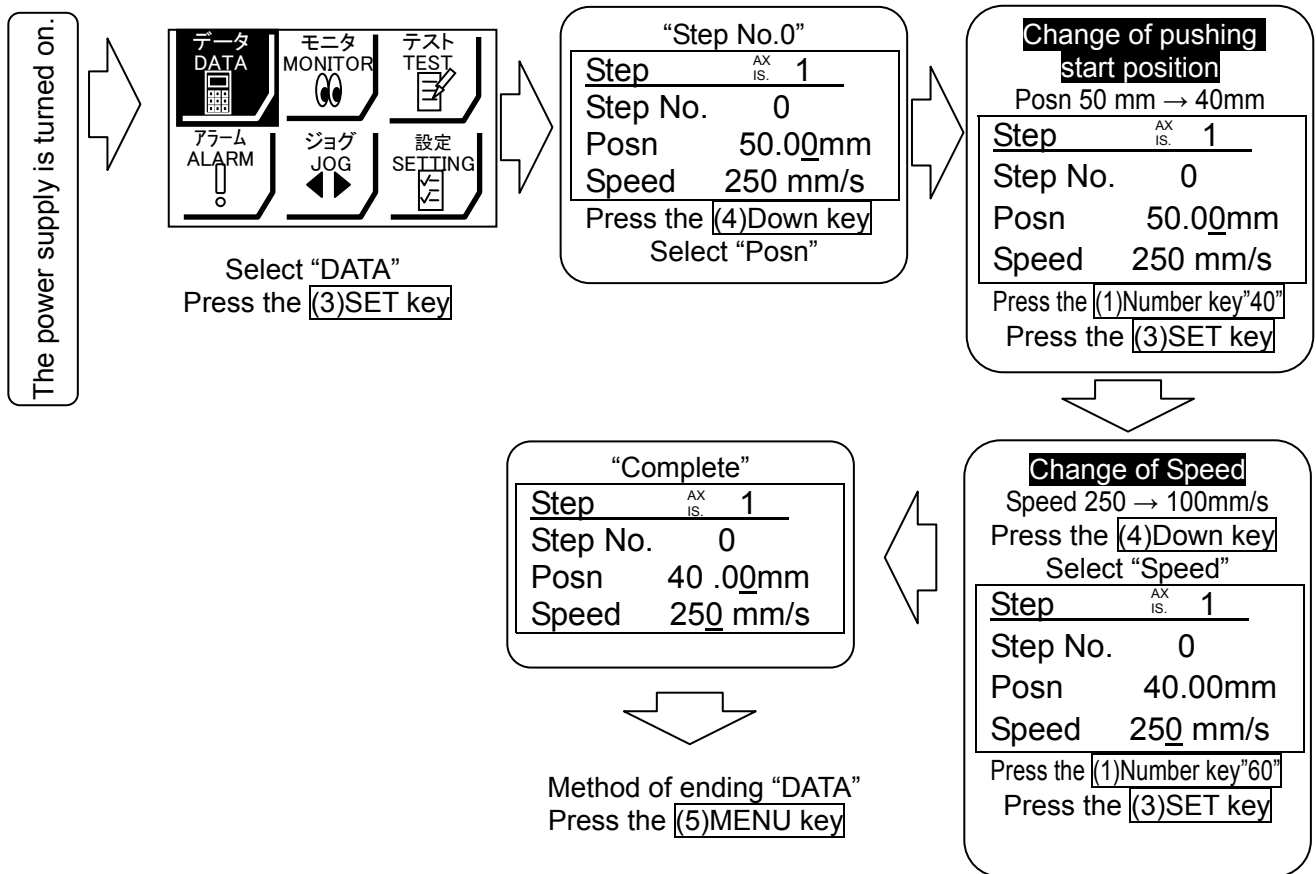 The power supply is turned on.
データ
DATA
モニタ
MONITOR
テスト
TEST
アラーム
ALARM
ジョグ
JOG
設定
SETTING
Select “DATA”
Press the (3)SET key
“Step No.0”
Step AX IS. 1
Step No. 0
Posn 50.00mm
Speed 250 mm/s
Press the (4)Down key
Select “Posn”
Change of pushing
start position
Posn 50 mm → 40mm
Step AX IS. 1
Step No. 0
Posn 50.00mm
Speed 250 mm/s
Press the (1)Number key”40”
Press the (3)SET key
Change of Speed
Speed 250 → 100mm/s
Press the (4)Down key
Select “Speed”
Step AX IS. 1
Step No. 0
Posn 40.00mm
Speed 250 mm/s
Press the (1)Number key”60”
Press the (3)SET key
“Complete”
Step AX IS. 1
Step No. 0
Posn 40 .00mm
Speed 250 mm/s
Method of ending “DATA”
Press the (5)MENU key